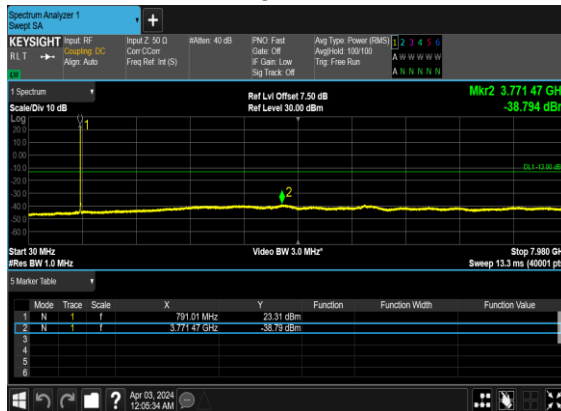 Spectrum Analyzer 1
Swept SA
KEYSIGHT Input: RF Input Z: 50 Ω #Atten: 40 dB PNO: Fast Avg Type: Power (RMS) 1 2 3 4 5 6
RLT Coupling: DC Corr CCorr Gate: Off Avg|Hold: 100/100 A W W W W W
Align: Auto Freq Ref: Int (S) IF Gain: Low Trig: Free Run
Sig Track: Off A N N N N N
1 Spectrum Ref Lvl Offset 7.50 dB Mkr2 3.771 47 GH
Scale/Div 10 dB Ref Level 30.00 dBm -38.794 dBr
Log
1
20.0
10.0
0.00
-10.0 DL1 -13.00 dB
-20.0
-30.0 2
-40.0
-50.0
-60.0
Start 30 MHz Video BW 3.0 MHz* Stop 7.980 GH
#Res BW 1.0 MHz Sweep 13.3 ms (40001 pt
5 Marker Table
Mode Trace Scale X Y Function Function Width Function Value
1 N 1 f 791.01 MHz 23.31 dBm
2 N 1 f 3.771 47 GHz -38.79 dBm
3
4
5
6
? Apr 03, 2024
12:05:34 AM